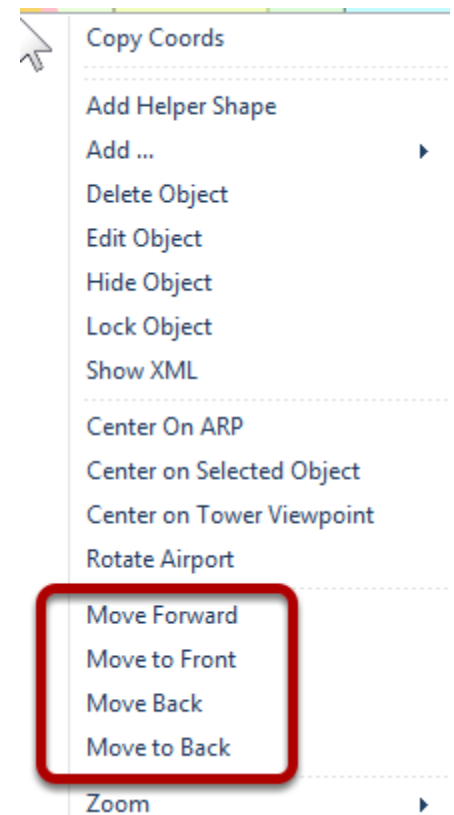 Copy Coords
Add Helper Shape
Add ...
Delete Object
Edit Object
Hide Object
Lock Object
Show XML
Center On ARP
Center on Selected Object
Center on Tower Viewpoint
Rotate Airport
Move Forward
Move to Front
Move Back
Move to Back
Zoom